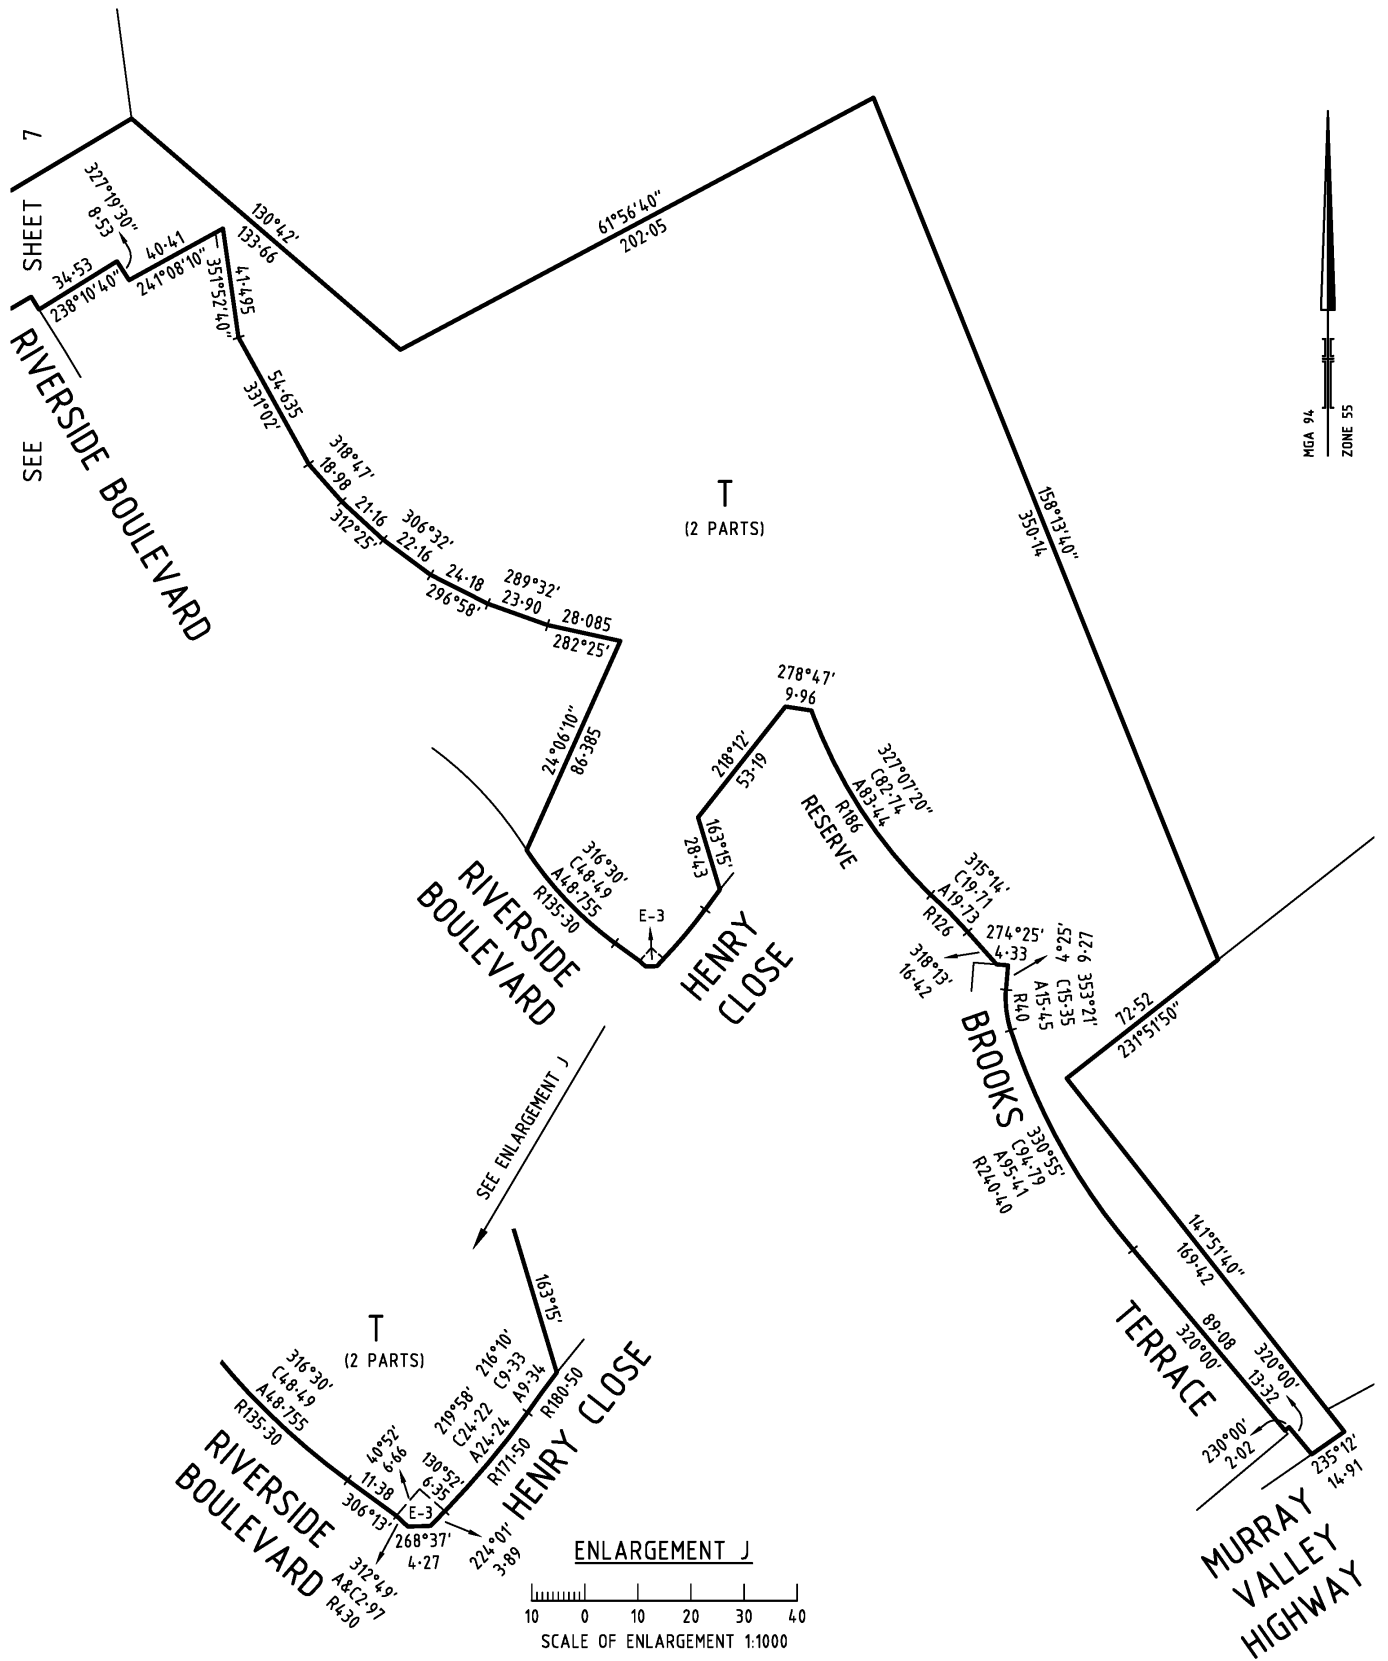 SEE SHEET 7
327°19'30"
8·53
34·53
238°10'40"
40·41
241°08'10"
130°42'
133·66
61°56'40"
202·05
41·495
351°52'40"
RIVERSIDE BOULEVARD
54·635
331°02'
318°47'
18·98
21·16
312°25'
306°32'
22·16
24·18
296°58'
289°32'
23·90
28·085
282°25'
T
(2 PARTS)
158°13'40"
350·14
MGA 94
ZONE 55
24°06'10"
86·385
278°47'
9·96
218°12'
53·19
163°15'
28·43
327°07'20"
C82·74
A83·44
R186
RESERVE
316°30'
C48·49
A48·755
R135·30
RIVERSIDE
BOULEVARD
E-3
HENRY
CLOSE
315°14'
C19·71
A19·73
R126
318°13'
16·42
274°25'
4·33
4°25' 9·27
353°21'
C15·35
A15·45
R40
BROOKS
72·52
231°51'50"
330°55'
C94·79
A95·41
R240·40
141°51'40"
169·42
TERRACE
89·08
320°00'
320°00'
13·32
230°00'
2·02
235°12'
14·91
MURRAY
VALLEY
HIGHWAY
SEE ENLARGEMENT J
T
(2 PARTS)
163°15'
316°30'
C48·49
A48·755
R135·30
RIVERSIDE
BOULEVARD
40°52'
6·66
11·38
306°13'
130°52'
6·35
E-3
219°58'
C24·22
A24·24
R171·50
216°10'
C9·33
A9·34
R180·50
HENRY CLOSE
268°37'
4·27
224°01'
3·89
312°49'
A&C2·97
R430
ENLARGEMENT J
10 0 10 20 30 40
SCALE OF ENLARGEMENT 1:1000